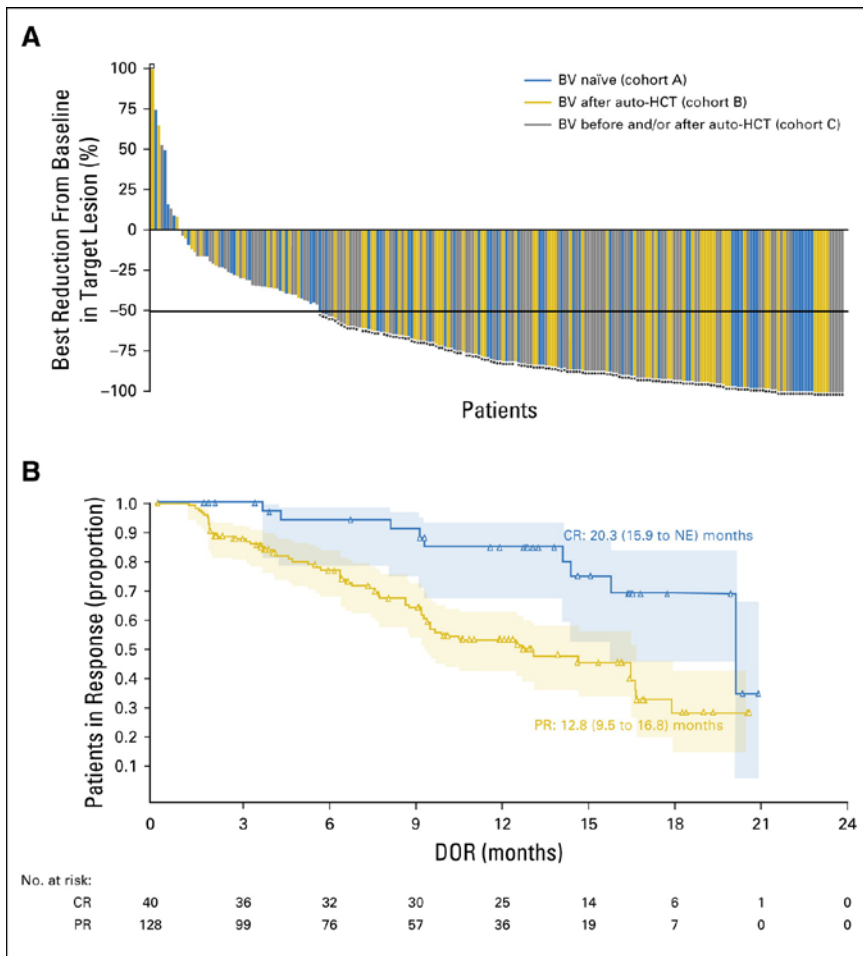 A
Best Reduction From Baseline
in Target Lesion (%)
100
75
50
25
0
−25
−50
−75
−100
BV naïve (cohort A)
BV after auto-HCT (cohort B)
BV before and/or after auto-HCT (cohort C)
Patients
B
Patients in Response (proportion)
1.0
0.9
0.8
0.7
0.6
0.5
0.4
0.3
0.2
0.1
CR: 20.3 (15.9 to NE) months
PR: 12.8 (9.5 to 16.8) months
0 3 6 9 12 15 18 21 24
DOR (months)
No. at risk:
CR 40 36 32 30 25 14 6 1 0
PR 128 99 76 57 36 19 7 0 0